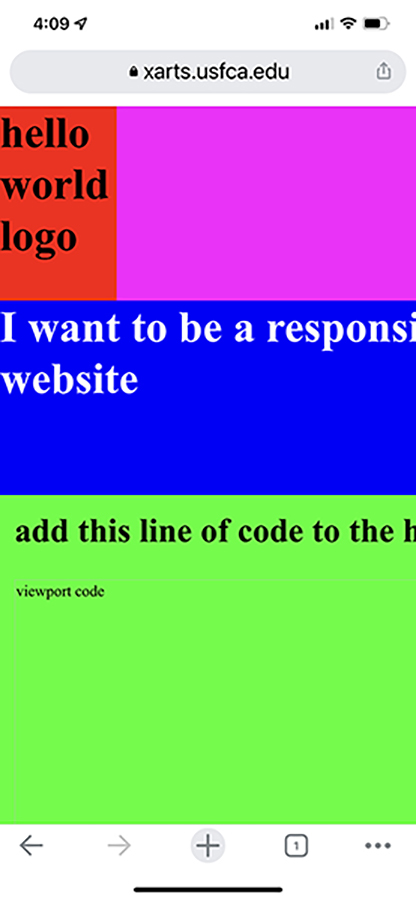 4:09
xarts.usfca.edu
hello
world
logo
I want to be a responsi
website
add this line of code to the h
viewport code
1